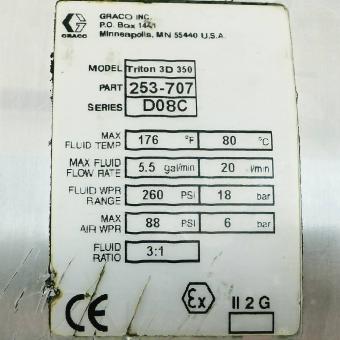 GRACO INC.
P.O. Box 1441
Minneapolis, MN 55440 U.S.A.
GRACO
MODEL Triton 3D 350
PART 253-707
SERIES D08C
MAX FLUID TEMP 176 °F 80 °C
MAX FLUID FLOW RATE 5.5 gal/min 20 l/min
FLUID WPR RANGE 260 PSI 18 bar
MAX AIR WPR 88 PSI 6 bar
FLUID RATIO 3:1
CE Ex II 2 G